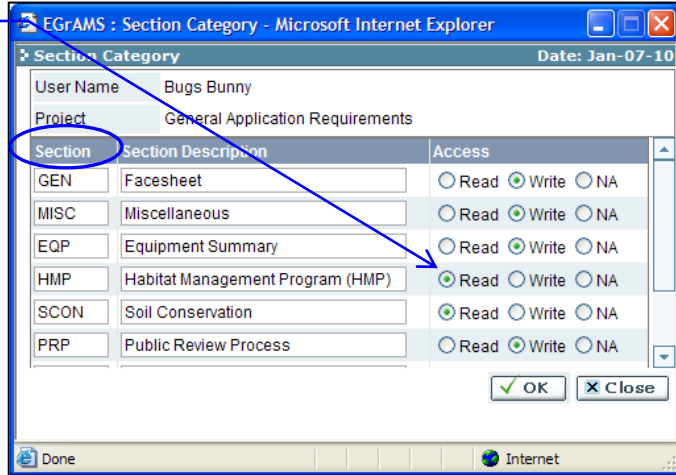 EGrAMS : Section Category - Microsoft Internet Explorer
Section Category Date: Jan-07-10
User Name Bugs Bunny
Project General Application Requirements
Section Section Description Access
GEN Facesheet Read Write NA
MISC Miscellaneous Read Write NA
EQP Equipment Summary Read Write NA
HMP Habitat Management Program (HMP) Read Write NA
SCON Soil Conservation Read Write NA
PRP Public Review Process Read Write NA
OK Close
Done Internet